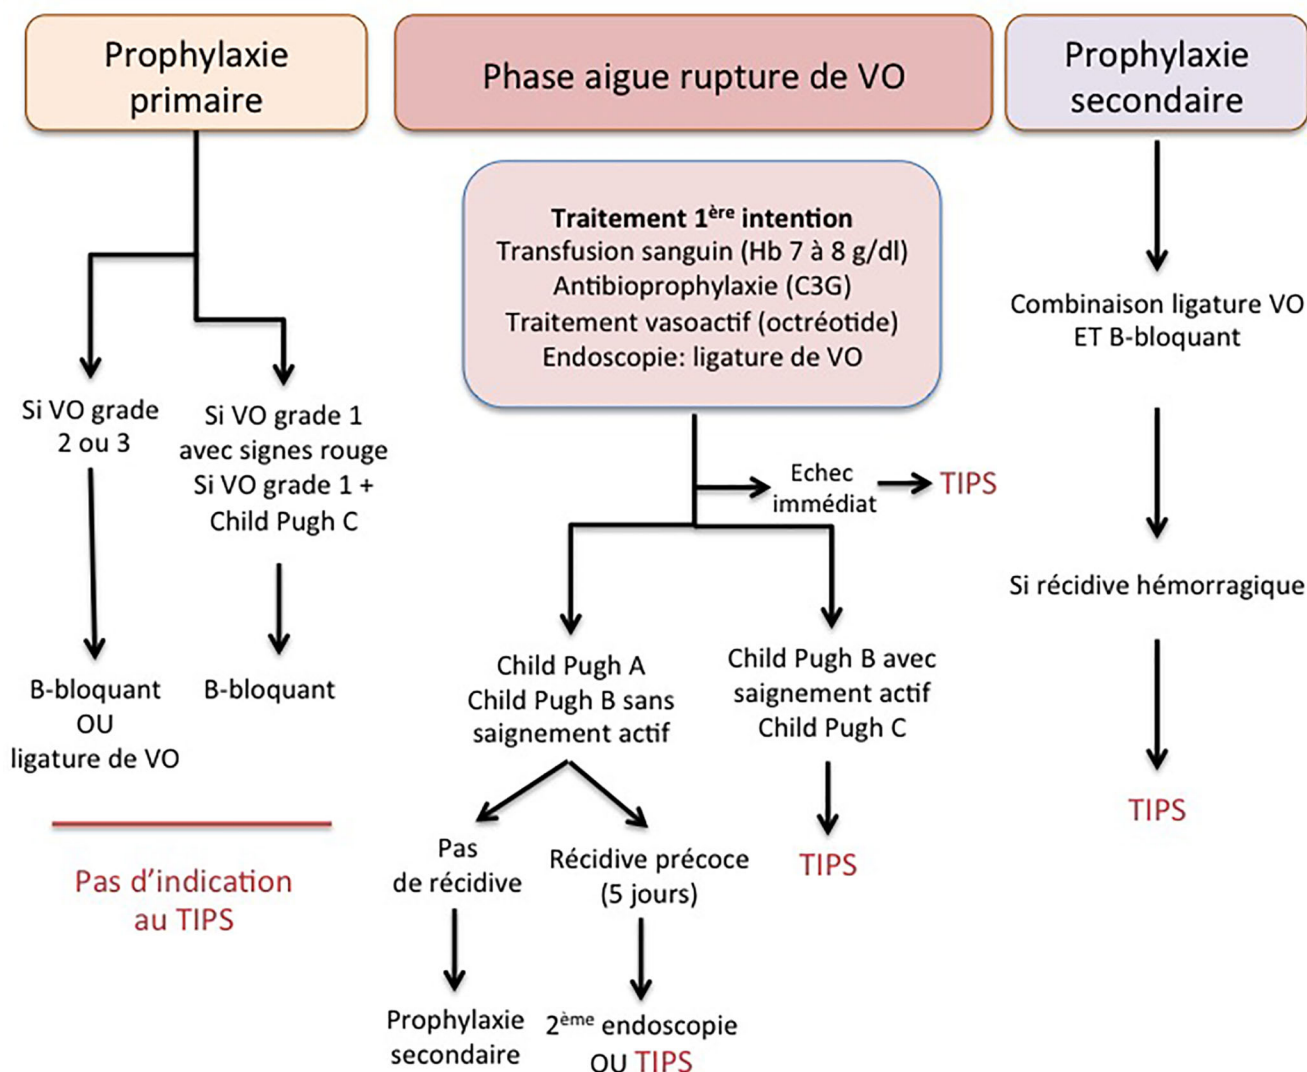 Prophylaxie
primaire
Si VO grade
2 ou 3
B-bloquant
OU
ligature de VO
Si VO grade 1
avec signes rouge
Si VO grade 1 +
Child Pugh C
B-bloquant
Pas d’indication
au TIPS
Phase aigue rupture de VO
Traitement 1ère intention
Transfusion sanguin (Hb 7 à 8 g/dl)
Antibioprophylaxie (C3G)
Traitement vasoactif (octréotide)
Endoscopie: ligature de VO
Echec
immédiat
TIPS
Child Pugh A
Child Pugh B sans
saignement actif
Pas
de récidive
Prophylaxie
secondaire
Récidive précoce
(5 jours)
2ème endoscopie
OU TIPS
Child Pugh B avec
saignement actif
Child Pugh C
TIPS
Prophylaxie
secondaire
Combinaison ligature VO
ET B-bloquant
Si récidive hémorragique
TIPS